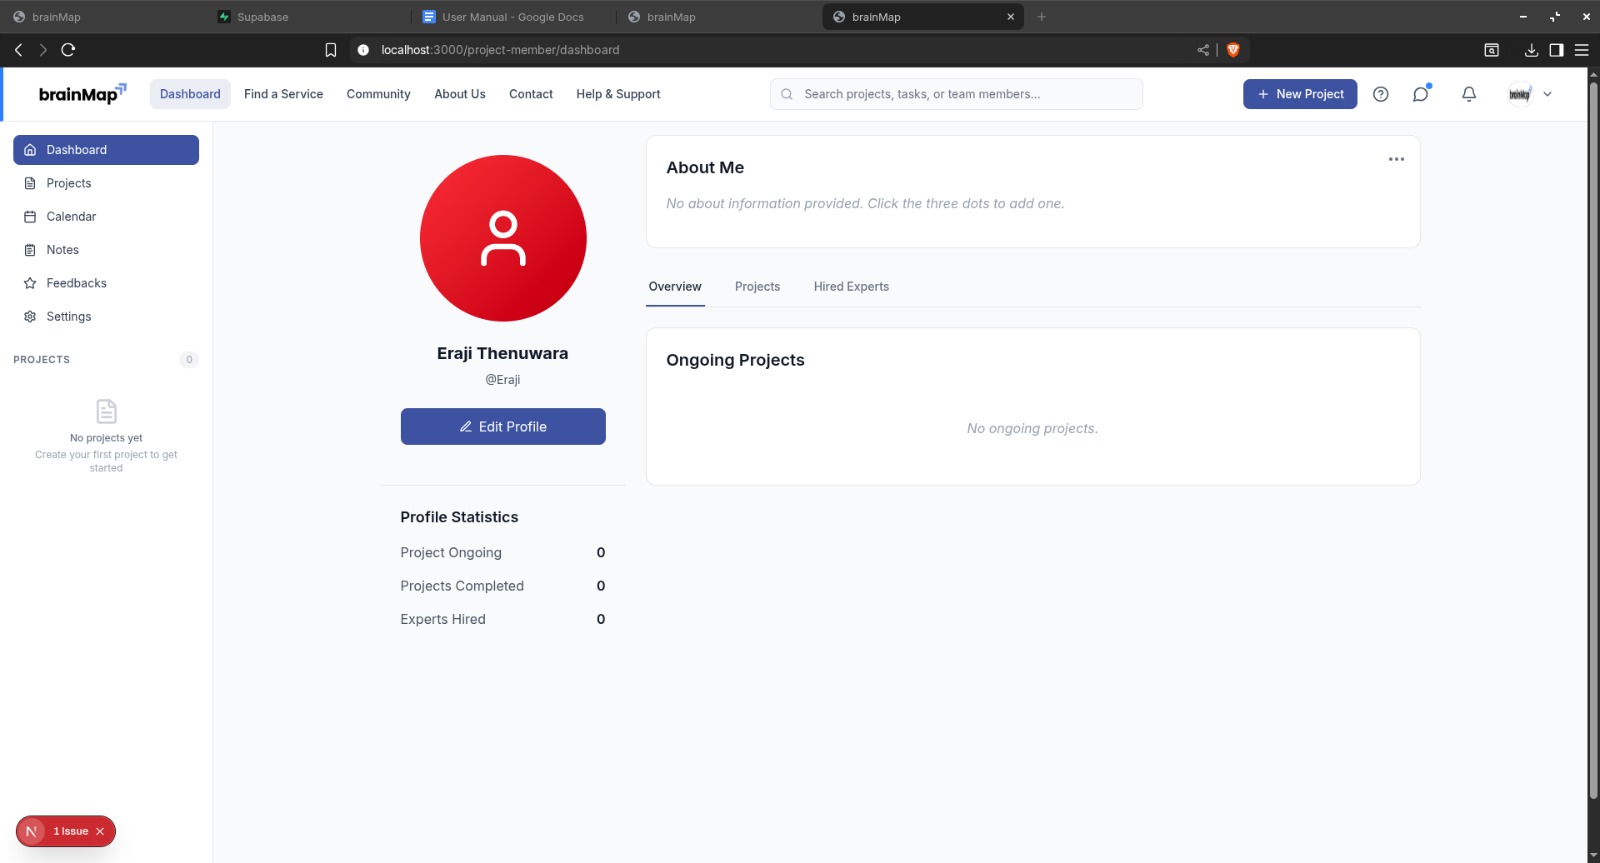 brainMap
Supabase
User Manual - Google Docs
brainMap
brainMap
localhost:3000/project-member/dashboard
brainMap
Dashboard
Find a Service
Community
About Us
Contact
Help & Support
Search projects, tasks, or team members...
New Project
brainMap
Dashboard
Projects
Calendar
Notes
Feedbacks
Settings
PROJECTS
0
No projects yet
Create your first project to get
started
Eraji Thenuwara
@Eraji
Edit Profile
Profile Statistics
Project Ongoing 0
Projects Completed 0
Experts Hired 0
About Me
No about information provided. Click the three dots to add one.
Overview
Projects
Hired Experts
Ongoing Projects
No ongoing projects.
N
1 Issue